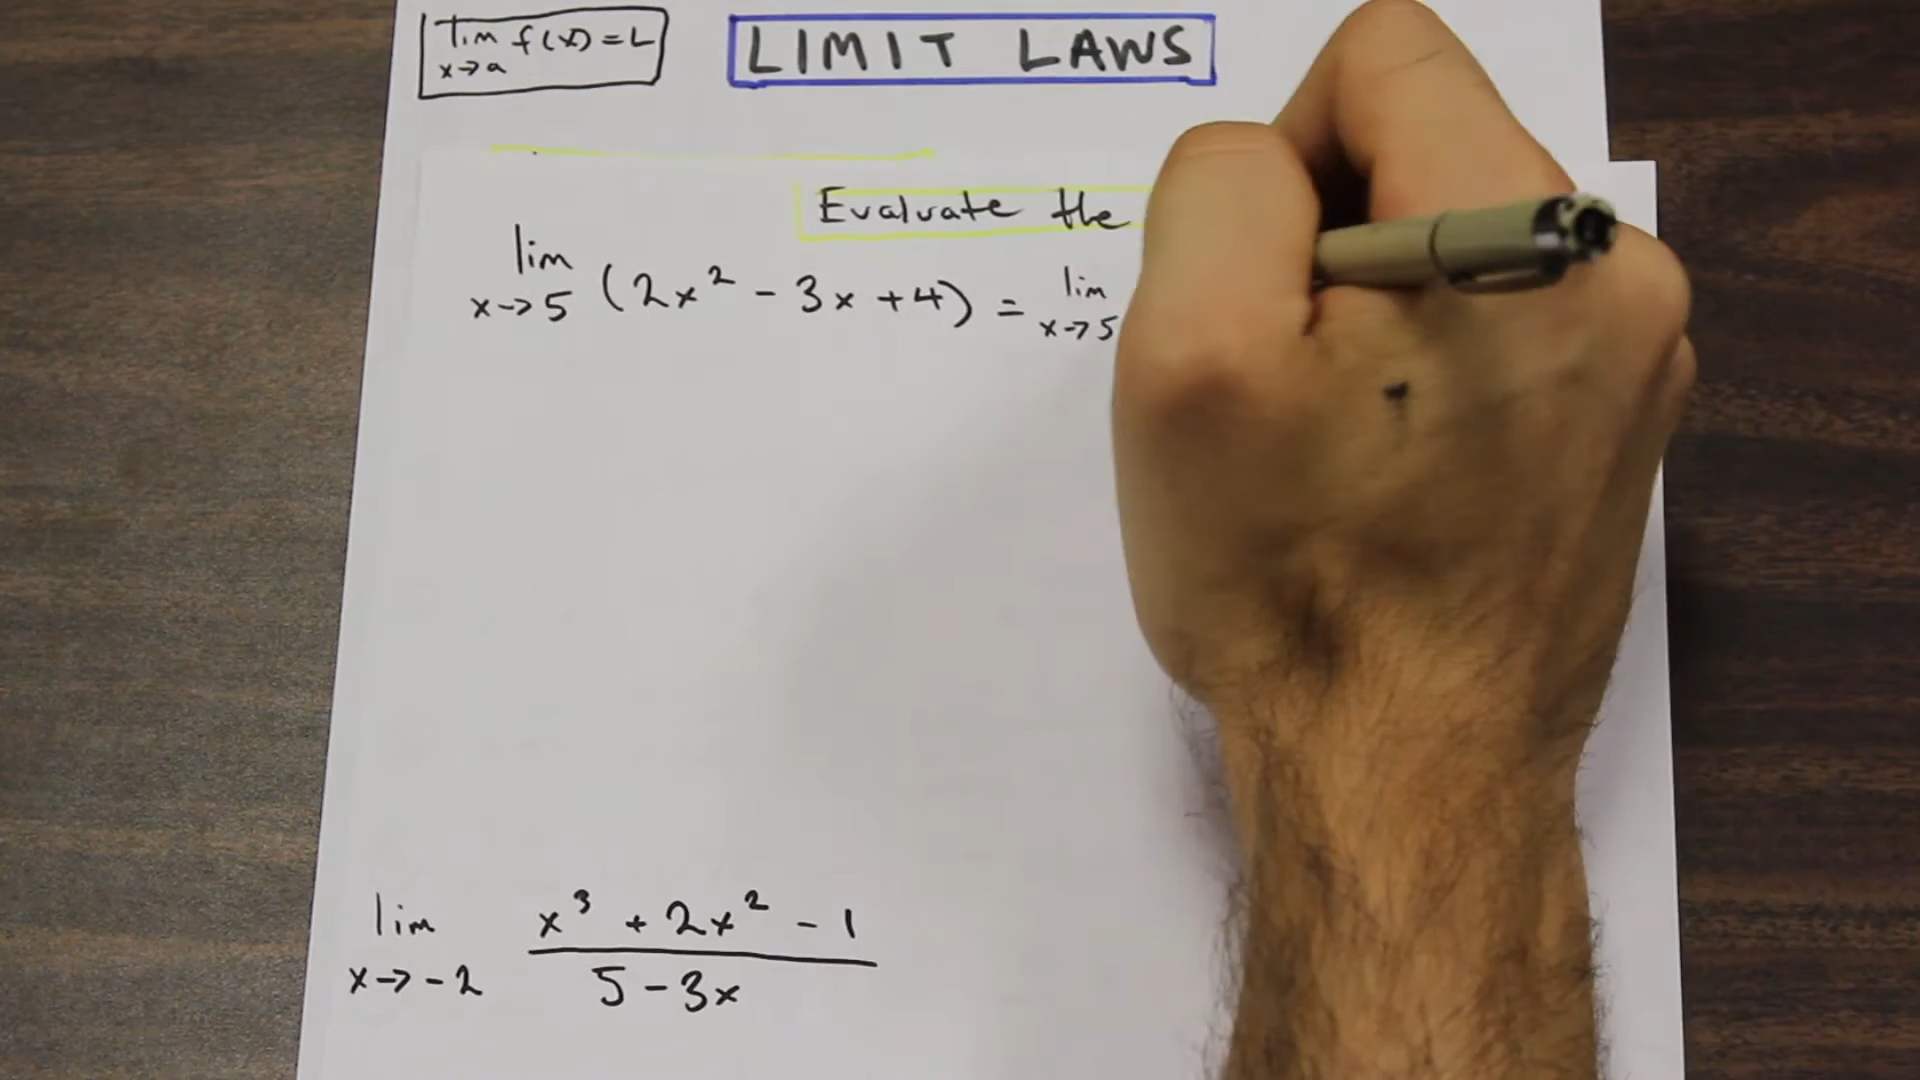 lim f(x) = L
x→a
LIMIT LAWS
Evaluate the
lim (2x² - 3x + 4) = lim
x→5 x→5
lim x³ + 2x² - 1
x→-2 5 - 3x